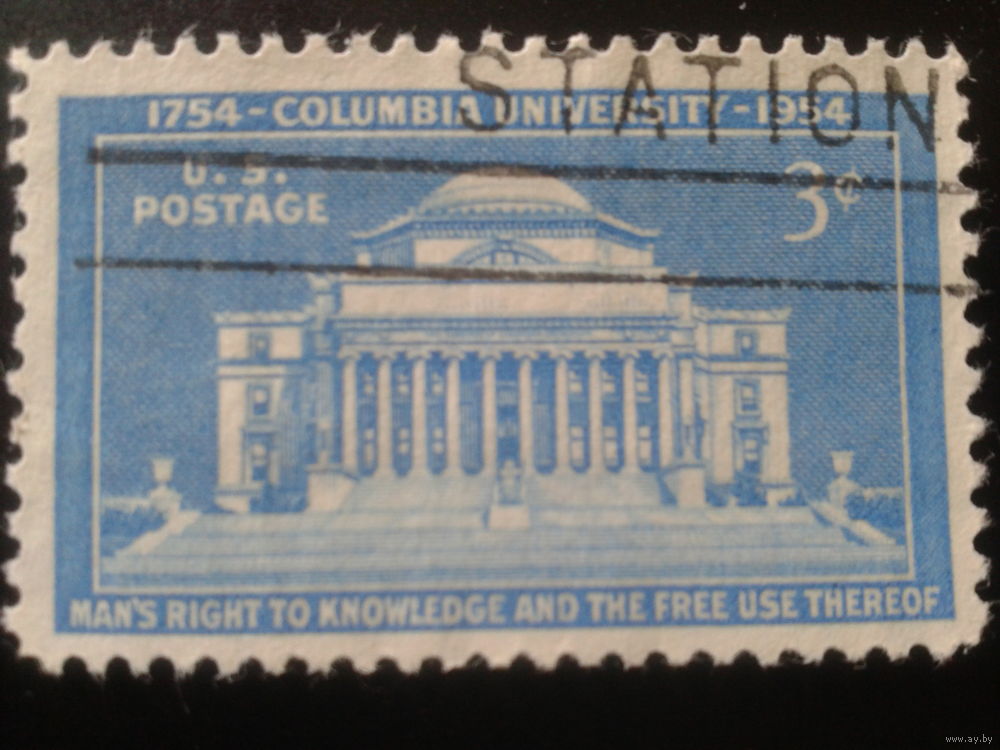 STATION
1754-COLUMBIA UNIVERSITY-1954
U. S.
POSTAGE
3¢
MAN'S RIGHT TO KNOWLEDGE AND THE FREE USE THEREOF
www.ay.by